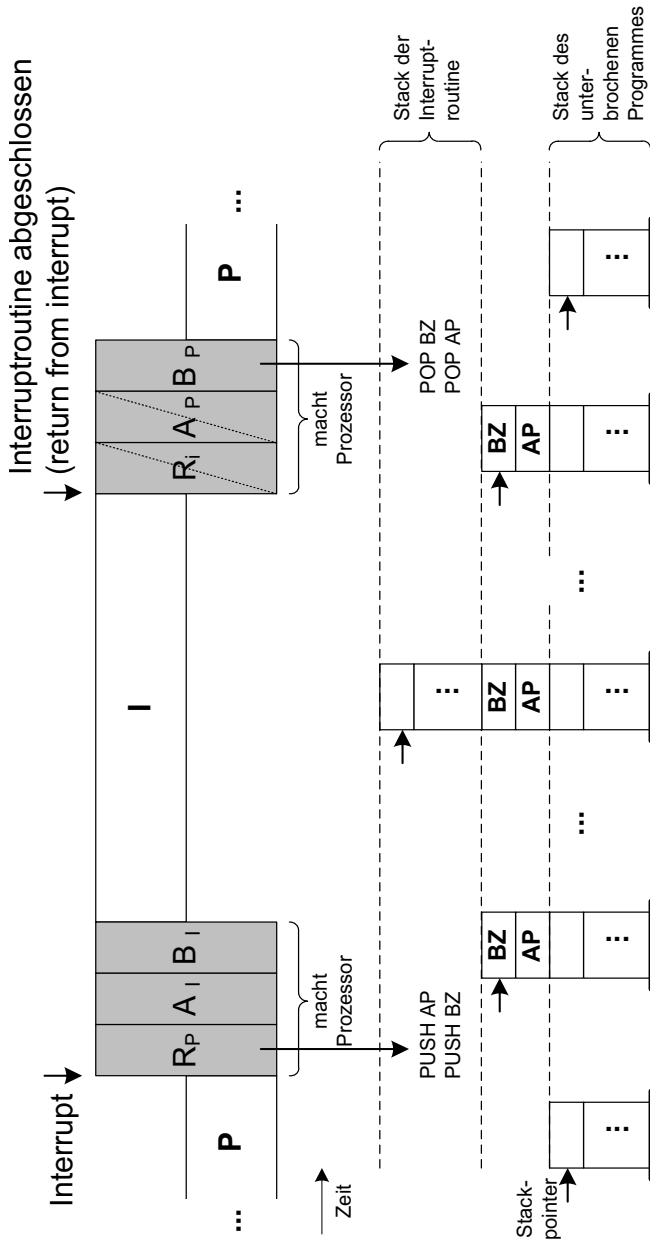 Interrupt
Interruptroutine abgeschlossen
(return from interrupt)
I
... P
R P
A I
B I
R i
A P
B P
P ...
Zeit
macht
Prozessor
macht
Prozessor
PUSH AP
PUSH BZ
POP BZ
POP AP
Stack der
Interrupt-
routine
Stack-
pointer
...
BZ
AP
...
...
...
BZ
AP
...
...
BZ
AP
...
...
Stack des
unter-
brochenen
Programmes